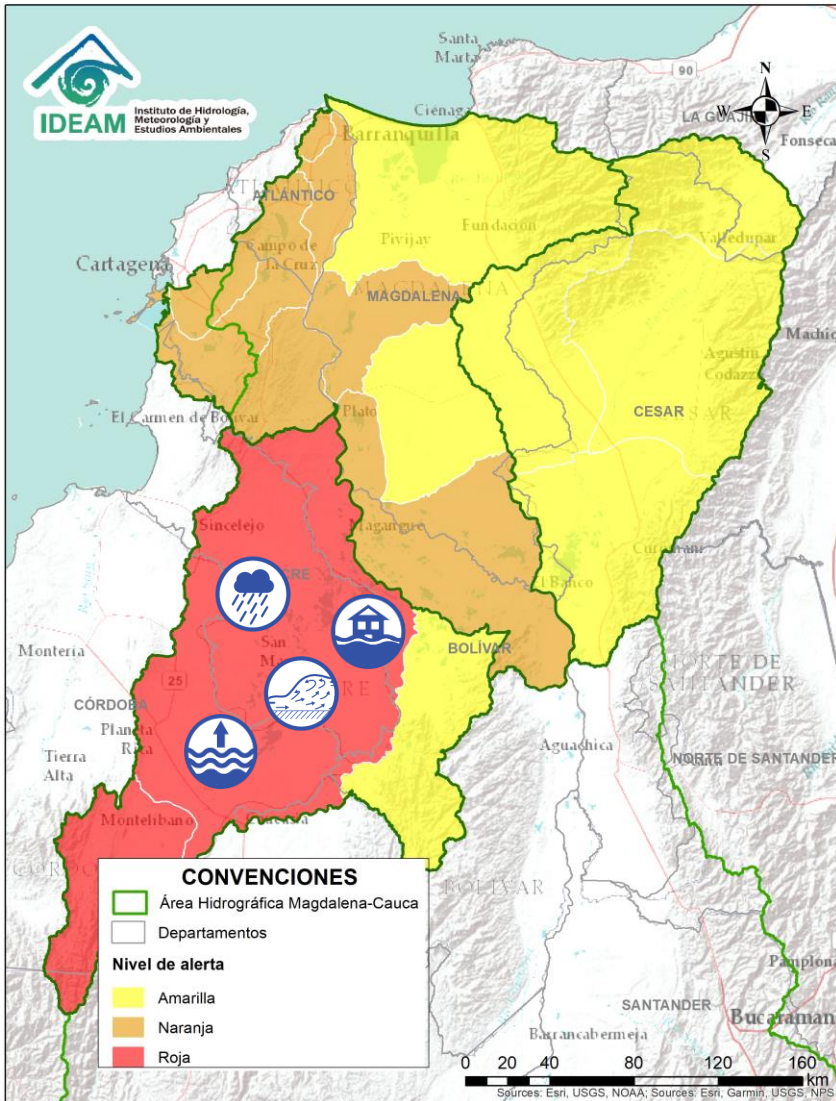 IDEAM
Instituto de Hidrología,
Meteorología y
Estudios Ambientales
Santa
Marta
90
N
W
E
S
Ciénaga
LA GUAJIR
Fonseca
Barranquilla
ATLÁNTICO
Campo de
la Cruz
Cartagena
Pivijay
Fundación
Valledupar
MAGDALENA
Agustín
Codazzi
Machiq
CESAR
El Carmen de Bolívar
Plato
Sincelejo
Magangué
El Banco
Montería
San
BOLÍVAR
25
CÓRDOBA
Planeta
Rica
Tierra
Alta
Aguachica
NORTE DE
SANTANDER
NORTE DE SANTANDER
Montelíbano
Caucasia
BOLÍVAR
CONVENCIONES
Área Hidrográfica Magdalena-Cauca
Departamentos
Nivel de alerta
Amarilla
Naranja
Roja
Pamplona
SANTANDER
Bucaraman
Barrancabermeja
0 20 40 80 120 160
km
Sources: Esri, USGS, NOAA; Sources: Esri, Garmin, USGS, NPS